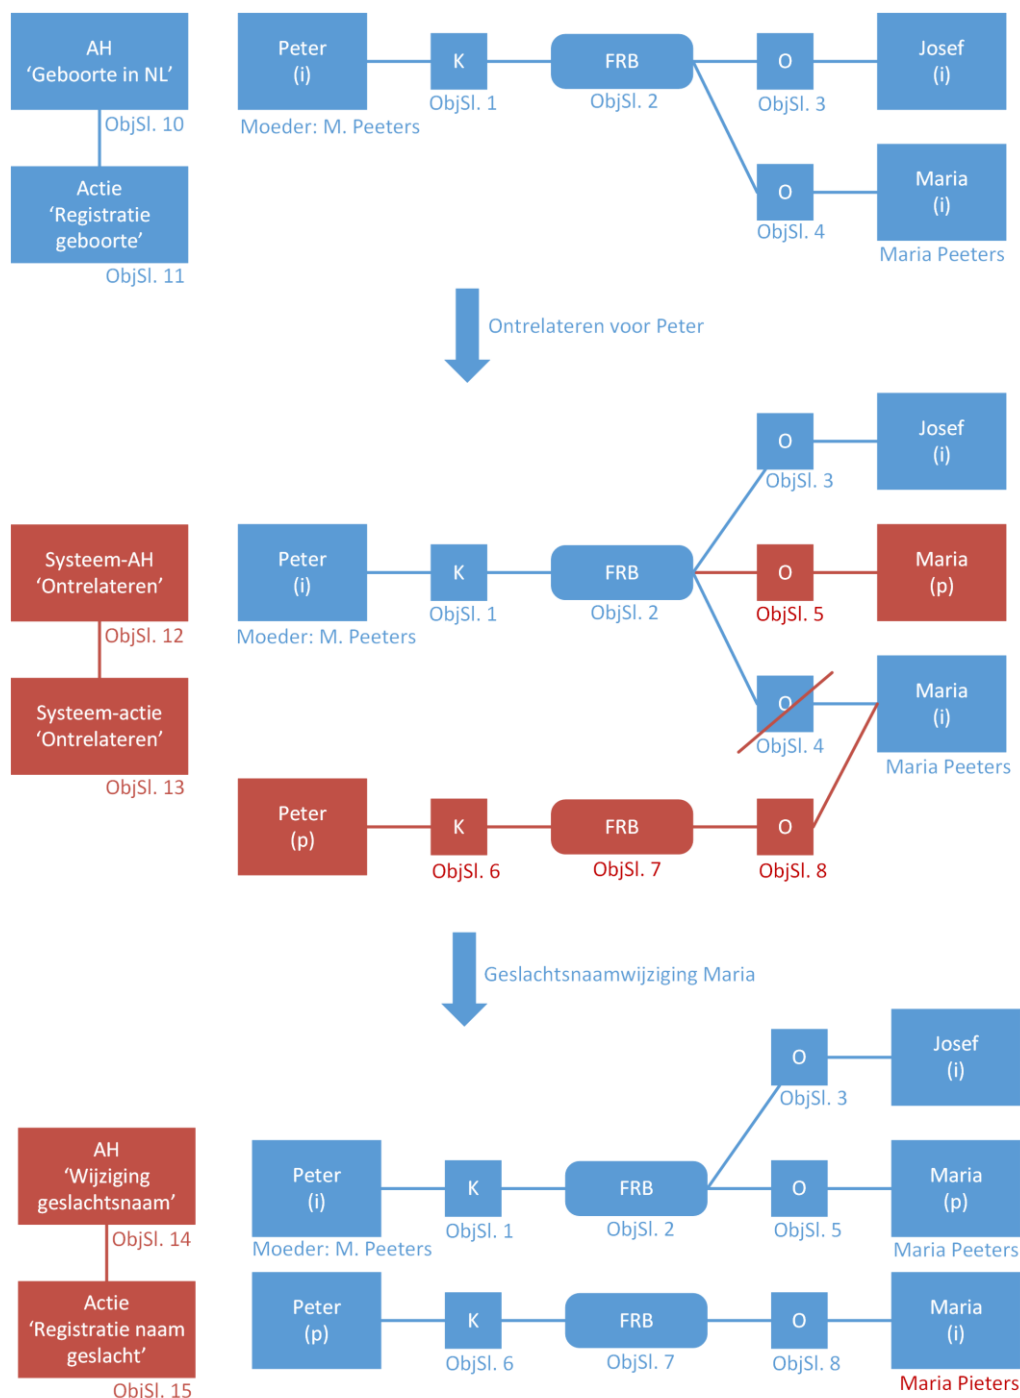 AH
‘Geboorte in NL’
ObjSl. 10
Actie
‘Registratie
geboorte’
ObjSl. 11
Peter
(i)
Moeder: M. Peeters
K
ObjSl. 1
FRB
ObjSl. 2
O
ObjSl. 3
Josef
(i)
O
ObjSl. 4
Maria
(i)
Maria Peeters
Ontrelateren voor Peter
Systeem-AH
‘Ontrelateren’
ObjSl. 12
Systeem-actie
‘Ontrelateren’
ObjSl. 13
Peter
(i)
Moeder: M. Peeters
K
ObjSl. 1
FRB
ObjSl. 2
O
ObjSl. 3
Josef
(i)
O
ObjSl. 5
Maria
(p)
O
ObjSl. 4
Maria
(i)
Maria Peeters
Peter
(p)
K
ObjSl. 6
FRB
ObjSl. 7
O
ObjSl. 8
Geslachtsnaamwijziging Maria
AH
‘Wijziging
geslachtsnaam’
ObjSl. 14
Actie
‘Registratie naam
geslacht’
ObjSl. 15
Peter
(i)
Moeder: M. Peeters
K
ObjSl. 1
FRB
ObjSl. 2
O
ObjSl. 3
Josef
(i)
O
ObjSl. 5
Maria
(p)
Maria Peeters
Peter
(p)
K
ObjSl. 6
FRB
ObjSl. 7
O
ObjSl. 8
Maria
(i)
Maria Pieters